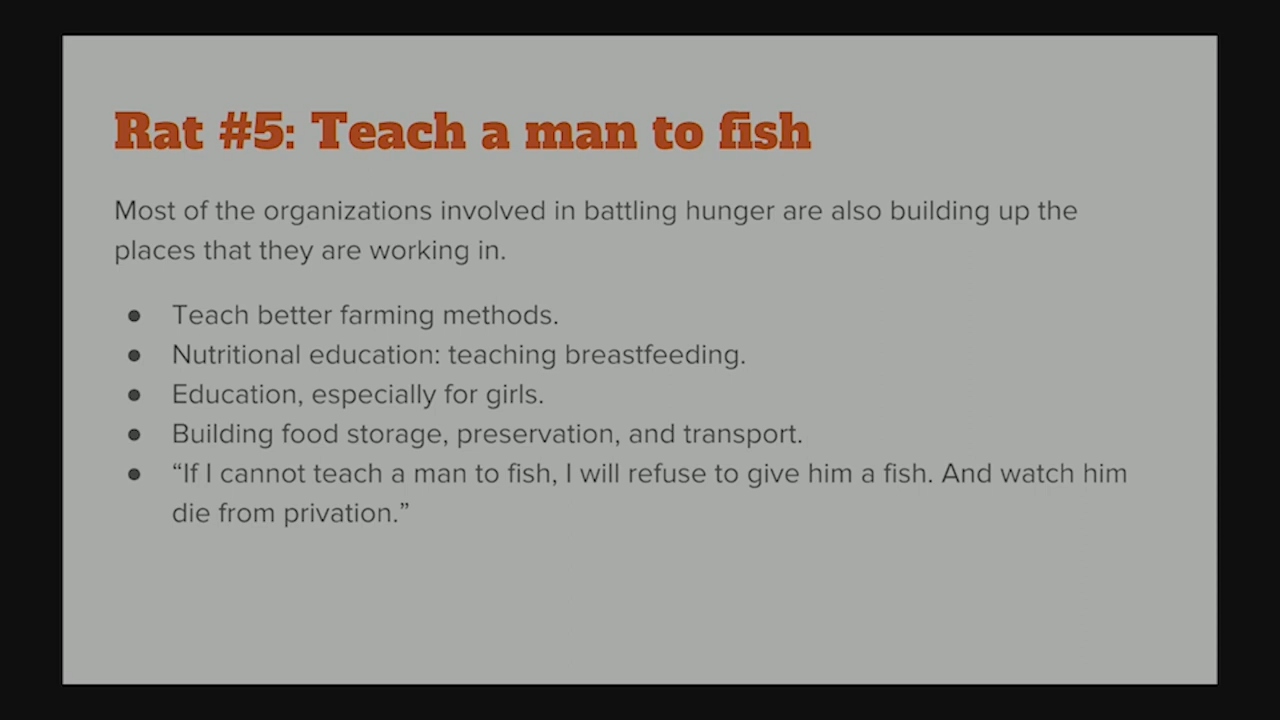 Rat #5: Teach a man to fish
Most of the organizations involved in battling hunger are also building up the
places that they are working in.
● Teach better farming methods.
● Nutritional education: teaching breastfeeding.
● Education, especially for girls.
● Building food storage, preservation, and transport.
● “If I cannot teach a man to fish, I will refuse to give him a fish. And watch him
die from privation.”